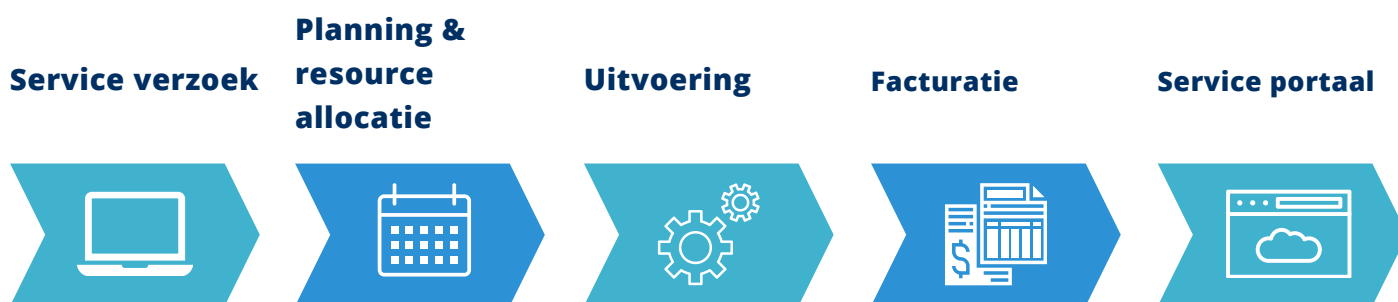 Service verzoek
Planning &
resource
allocatie
Uitvoering
Facturatie
Service portaal
$